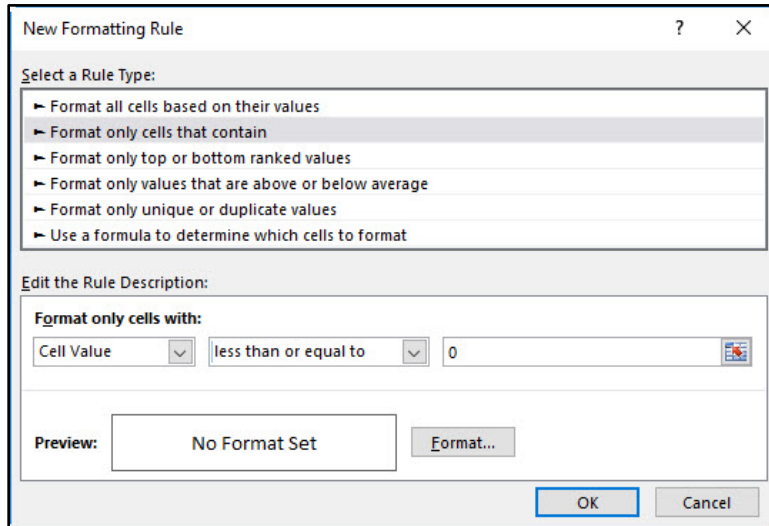 New Formatting Rule ? ×
Select a Rule Type:
► Format all cells based on their values
► Format only cells that contain
► Format only top or bottom ranked values
► Format only values that are above or below average
► Format only unique or duplicate values
► Use a formula to determine which cells to format
Edit the Rule Description:
Format only cells with:
Cell Value less than or equal to 0
Preview: No Format Set Format...
OK Cancel